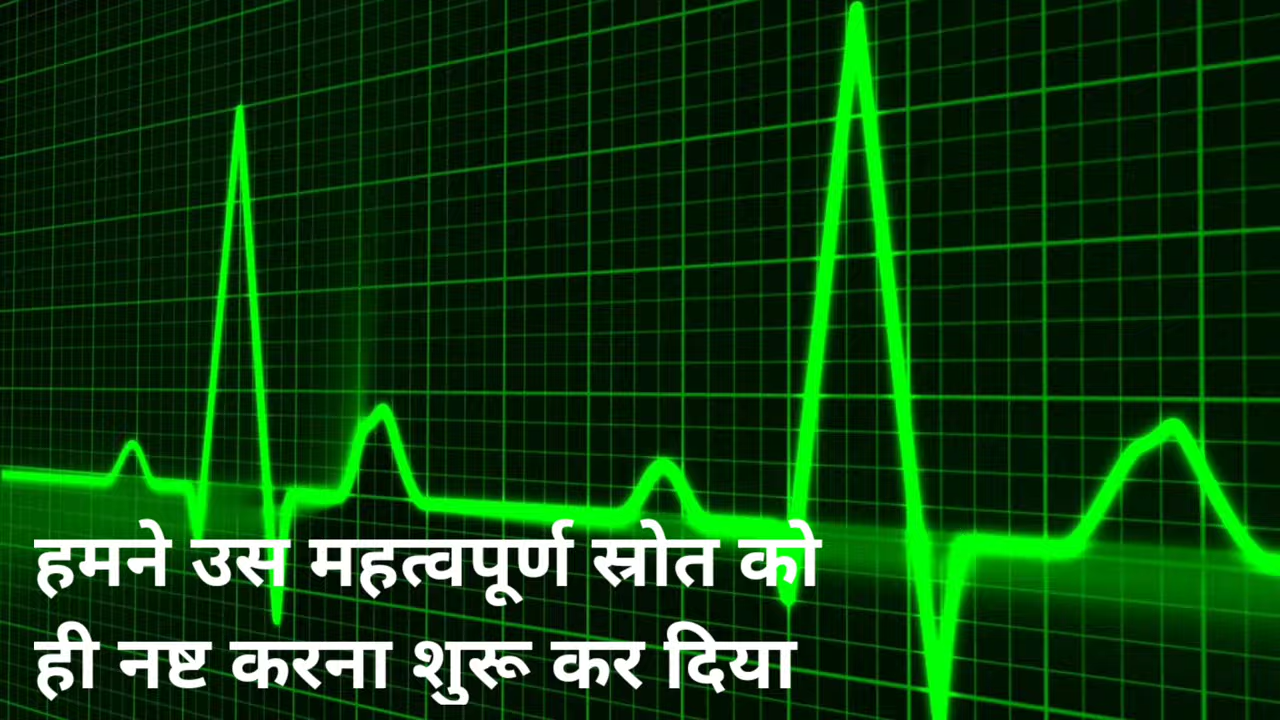 हमने उस महत्वपूर्ण स्रोत को
ही नष्ट करना शुरू कर दिया